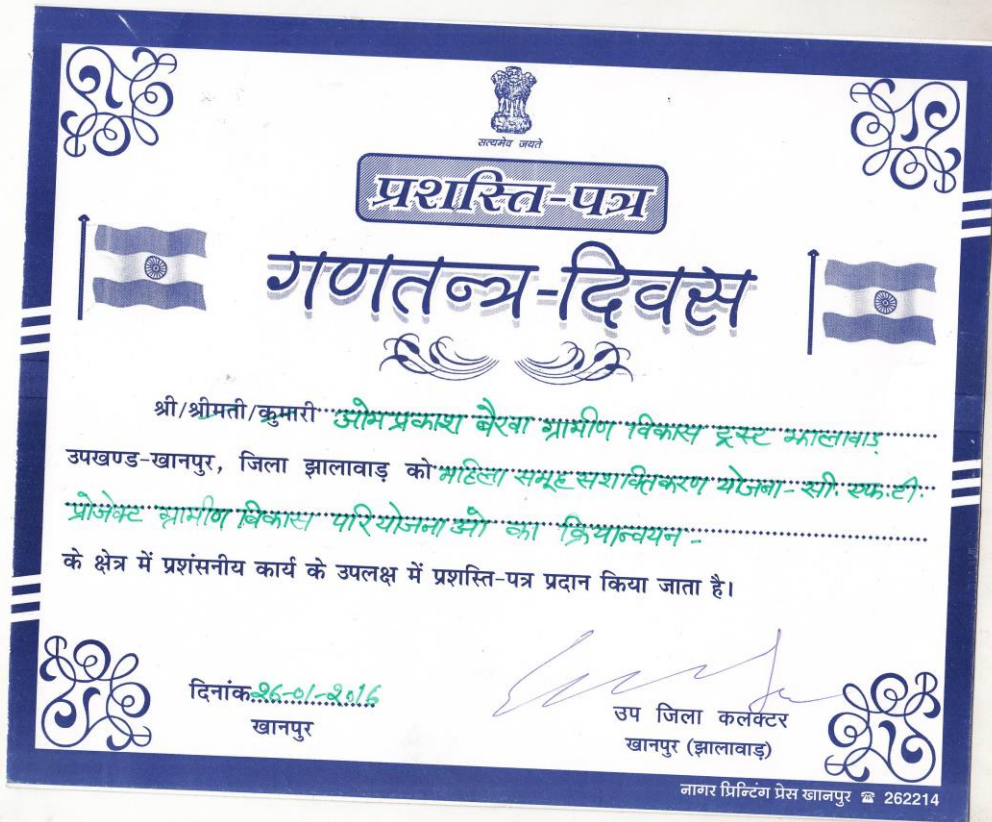 सत्यमेव जयते
प्रशस्ति-पत्र
गणतन्त्र-दिवस
श्री/श्रीमती/कुमारी ओमप्रकाश बैरवा ग्रामीण विकास ट्रस्ट झालावाड़
उपखण्ड-खानपुर, जिला झालावाड़ को महिला समूह सशक्तिकरण योजना- सी. एफ. टी.
प्रोजेक्ट ग्रामीण विकास परियोजनाओ का क्रियान्वयन -
के क्षेत्र में प्रशंसनीय कार्य के उपलक्ष में प्रशस्ति-पत्र प्रदान किया जाता है।
दिनांक 26-01-2016
खानपुर
उप जिला कलक्टर
खानपुर (झालावाड़)
नागर प्रिन्टिंग प्रेस खानपुर ☎ 262214